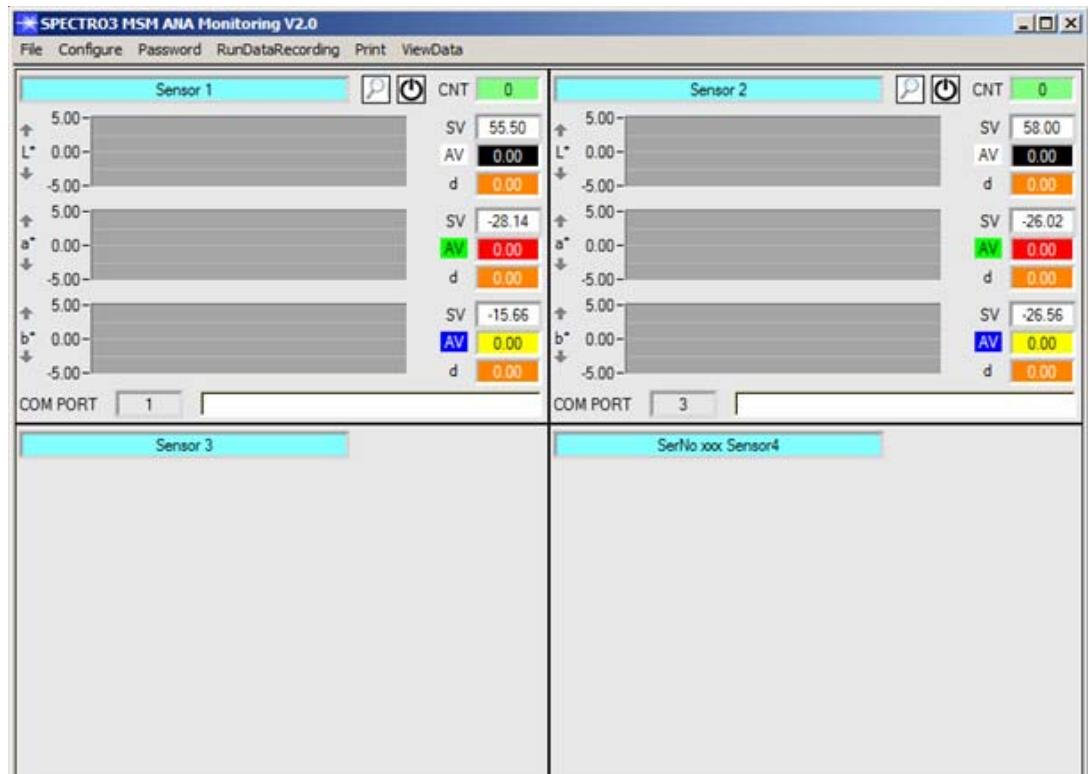 SPECTRO3 MSM ANA Monitoring V2.0
File Configure Password RunDataRecording Print ViewData
Sensor 1 CNT 0
5.00 SV 55.50
L* 0.00 AV 0.00
-5.00 d 0.00
5.00 SV -28.14
a* 0.00 AV 0.00
-5.00 d 0.00
5.00 SV -15.66
b* 0.00 AV 0.00
-5.00 d 0.00
COM PORT 1
Sensor 2 CNT 0
5.00 SV 58.00
L* 0.00 AV 0.00
-5.00 d 0.00
5.00 SV -26.02
a* 0.00 AV 0.00
-5.00 d 0.00
5.00 SV -26.56
b* 0.00 AV 0.00
-5.00 d 0.00
COM PORT 3
Sensor 3
SerNo xxx Sensor4